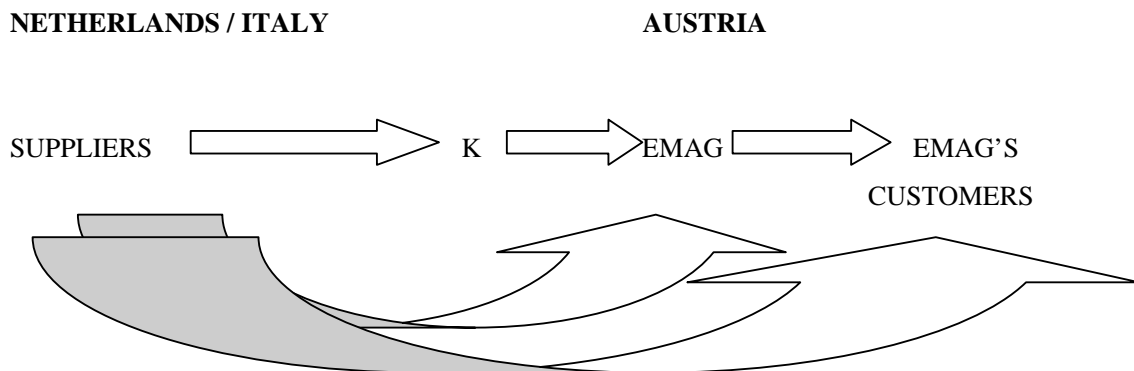 NETHERLANDS / ITALY AUSTRIA
SUPPLIERS K EMAG EMAG’S
CUSTOMERS